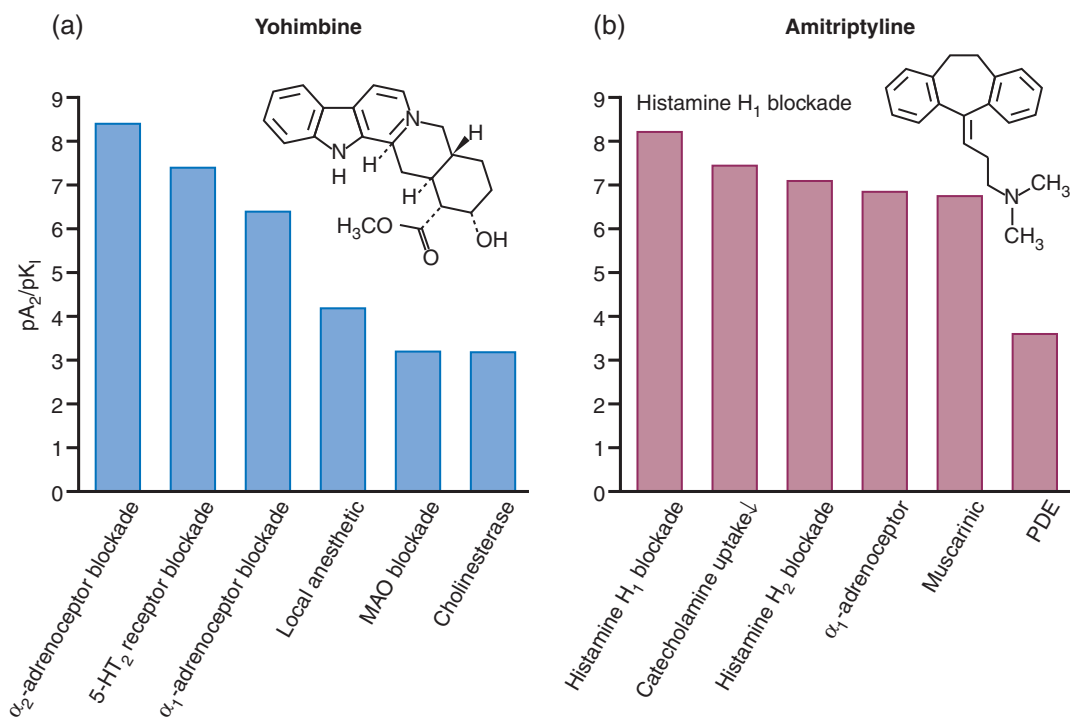 (a)
Yohimbine
pA₂/pKI
9
8
7
6
5
4
3
2
1
0
N
N
H
H
H
H
H₃CO
O
OH
α₂-adrenoceptor blockade
5-HT₂ receptor blockade
α₁-adrenoceptor blockade
Local anesthetic
MAO blockade
Cholinesterase
(b)
Amitriptyline
Histamine H₁ blockade
9
8
7
6
5
4
3
2
1
0
N
CH₃
CH₃
Histamine H₁ blockade
Catecholamine uptake↓
Histamine H₂ blockade
α₁-adrenoceptor
Muscarinic
PDE